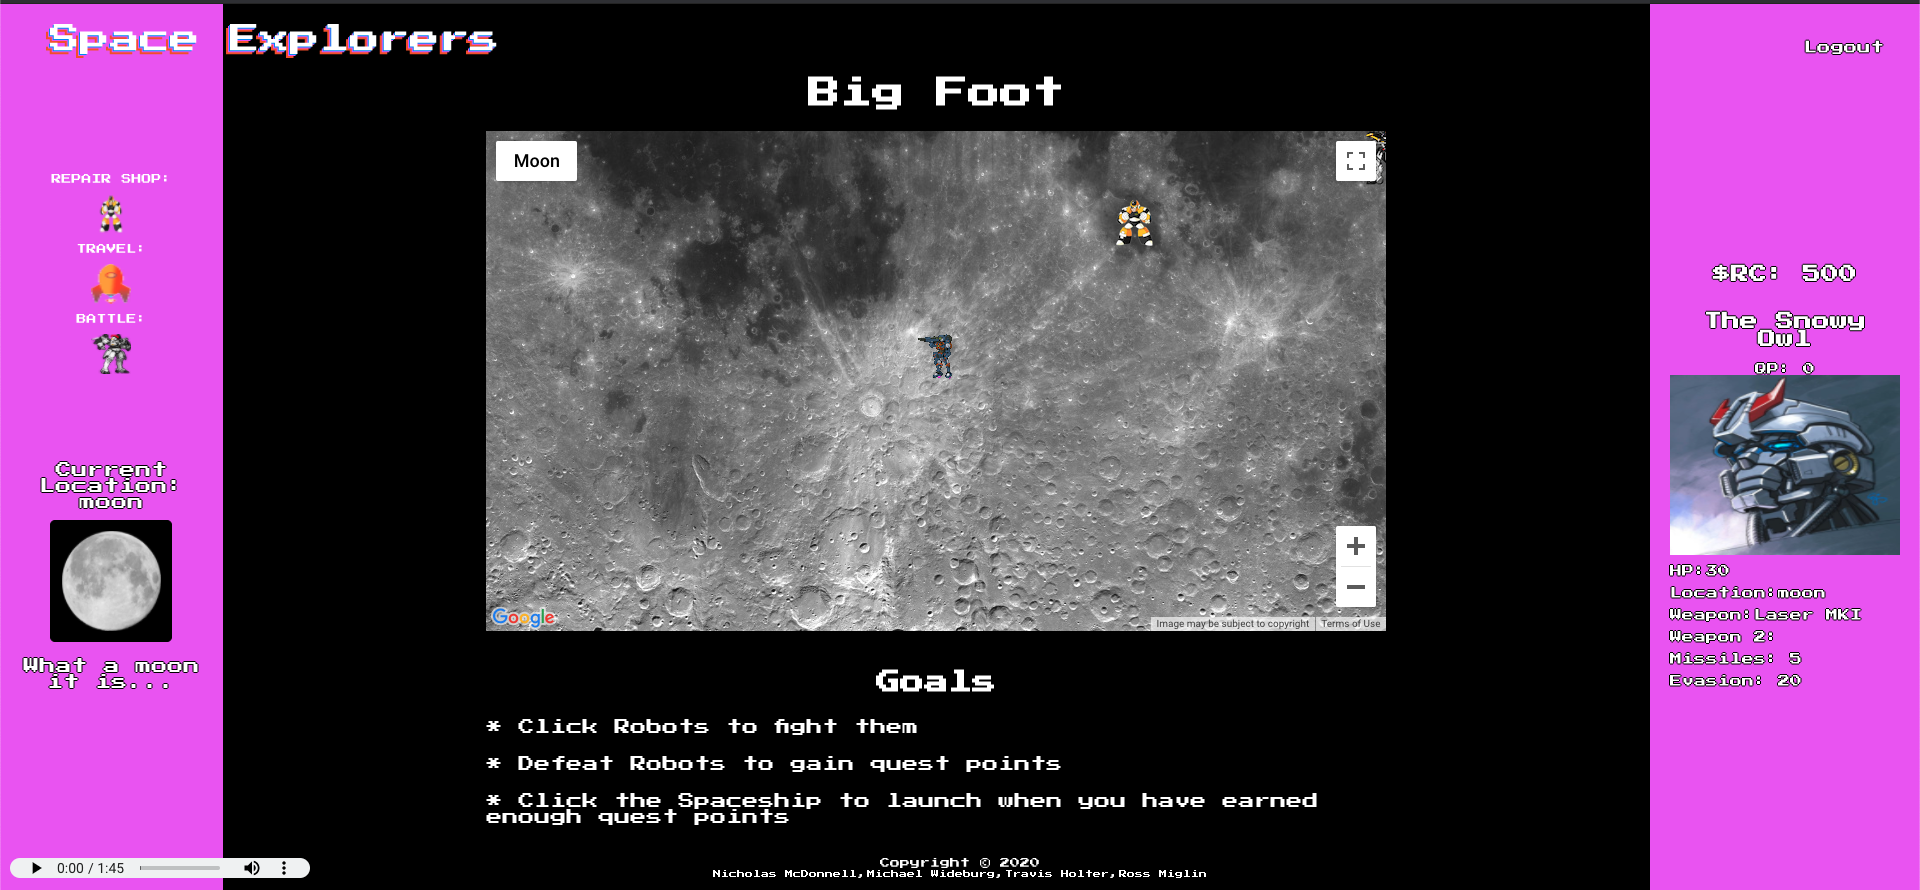 Space Explorers
Logout
Big Foot
Moon
REPAIR SHOP:
TRAVEL:
BATTLE:
Current
Location:
moon
What a moon
it is...
Google
Image may be subject to copyright
Terms of Use
$RC: 500
The Snowy
Owl
QP: 0
HP:30
Location:moon
Weapon:Laser MKI
Weapon 2:
Missiles: 5
Evasion: 20
Goals
* Click Robots to fight them
* Defeat Robots to gain quest points
* Click the Spaceship to launch when you have earned
enough quest points
0:00 / 1:45
Copyright © 2020
Nicholas McDonnell,Michael Wideburg,Travis Holter,Ross Miglin